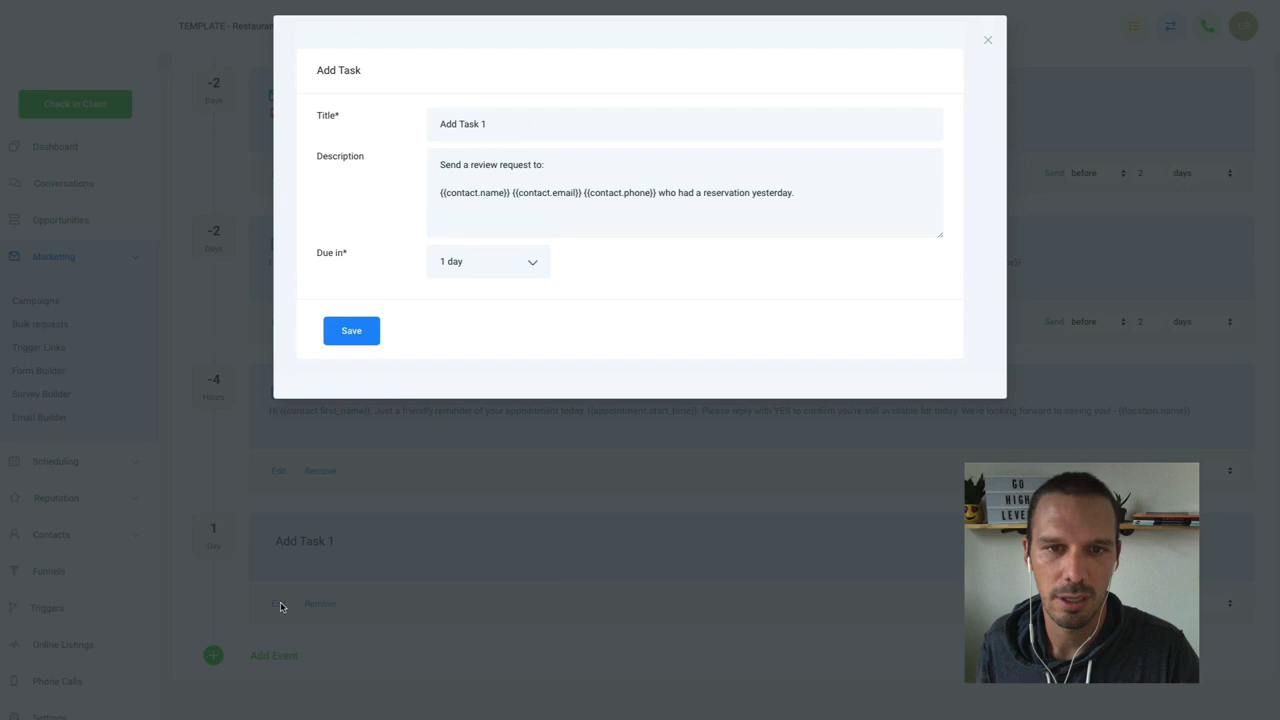 TEMPLATE - Restauran
Add Task
Title*
Add Task 1
Description
Send a review request to:
{{contact.name}} {{contact.email}} {{contact.phone}} who had a reservation yesterday.
Due in*
1 day
Save
Check In Client
Dashboard
Conversations
Opportunities
Marketing
Campaigns
Bulk requests
Trigger Links
Form Builder
Survey Builder
Email Builder
Scheduling
Reputation
Contacts
Funnels
Triggers
Online Listings
Phone Calls
Settings
-2
Days
Send before 2 days
-2
Days
Send before 2 days
-4
Hours
Hi {{contact.first_name}}, Just a friendly reminder of your appointment today, {{appointment.start_time}}. Please reply with YES to confirm you're still available for today. We're looking forward to seeing you! - {{location.name}}
Edit Remove
1
Day
Add Task 1
Remove
Add Event
GO
HIGH
LEVE